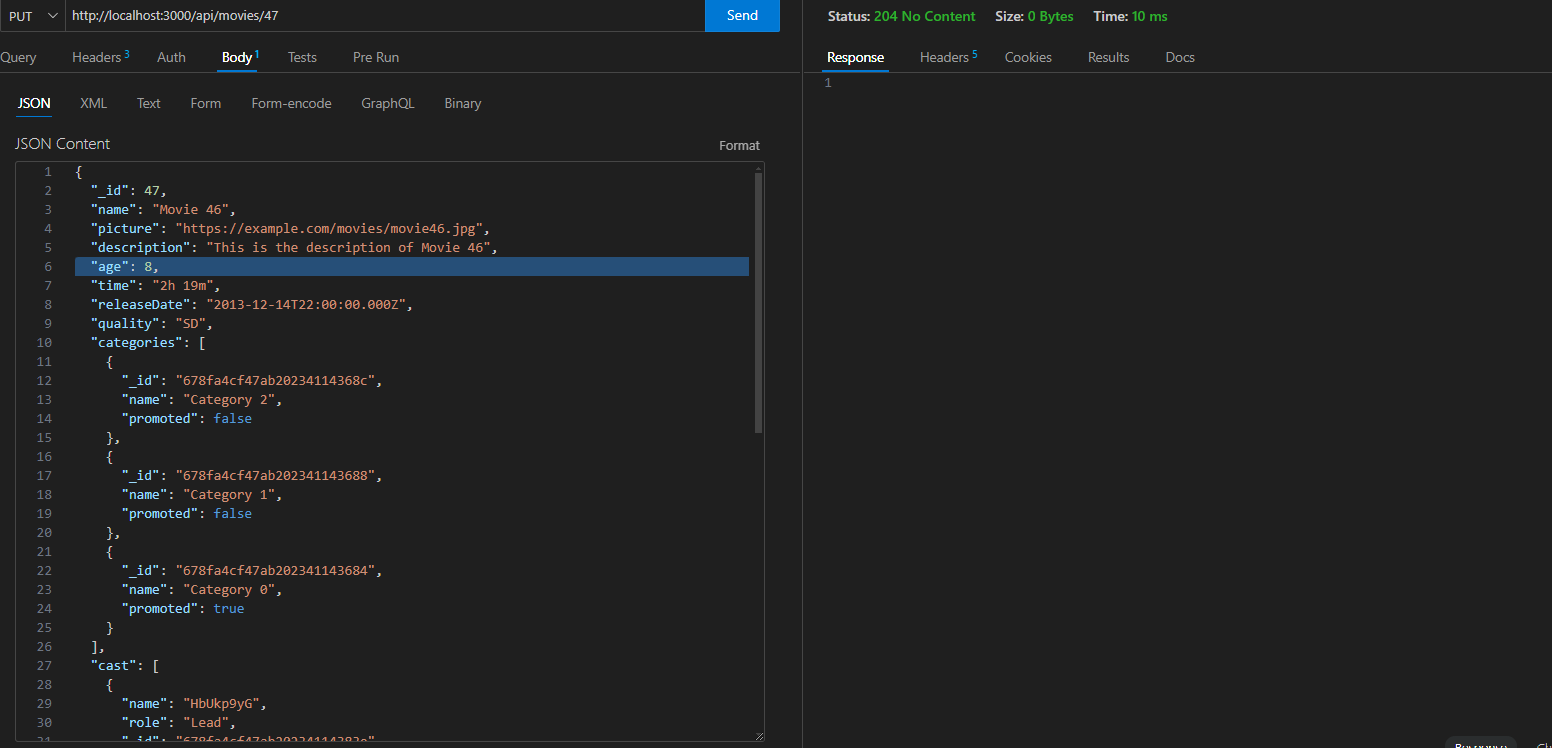 PUT http://localhost:3000/api/movies/47 Send
Query Headers 3 Auth Body 1 Tests Pre Run
JSON XML Text Form Form-encode GraphQL Binary
JSON Content Format
1 {
2 "_id": 47,
3 "name": "Movie 46",
4 "picture": "https://example.com/movies/movie46.jpg",
5 "description": "This is the description of Movie 46",
6 "age": 8,
7 "time": "2h 19m",
8 "releaseDate": "2013-12-14T22:00:00.000Z",
9 "quality": "SD",
10 "categories": [
11 {
12 "_id": "678fa4cf47ab20234114368c",
13 "name": "Category 2",
14 "promoted": false
15 },
16 {
17 "_id": "678fa4cf47ab202341143688",
18 "name": "Category 1",
19 "promoted": false
20 },
21 {
22 "_id": "678fa4cf47ab202341143684",
23 "name": "Category 0",
24 "promoted": true
25 }
26 ],
27 "cast": [
28 {
29 "name": "HbUkp9yG",
30 "role": "Lead",
Status: 204 No Content Size: 0 Bytes Time: 10 ms
Response Headers 5 Cookies Results Docs
1
Response